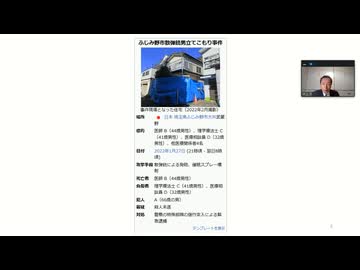 ふじみ野市散弾銃男立てこもり事件
事件現場となった住宅（2022年2月撮影）
場所 日本 埼玉県ふじみ野市大井武蔵野
標的 医師 B（44歳男性）、理学療法士 C（41歳男性）、医療相談員 D（32歳男性）、他医療関係者4名
日付 2022年1月27日 (21時頃 - 翌日8時頃)
攻撃手段 散弾銃による発砲、催涙スプレー噴射
死亡者 医師 B（44歳男性）
負傷者 理学療法士 C（41歳男性）、医療相談員 D（32歳男性）
犯人 A（66歳の男）
容疑 殺人未遂
対処 警察の特殊部隊の強行突入による解放逮捕
テンプレートを表示